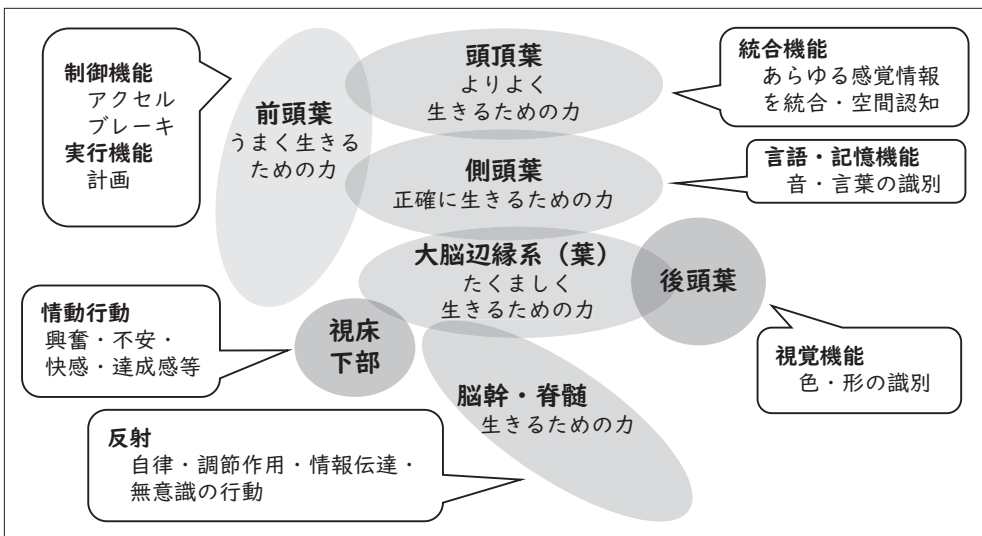 制御機能
アクセル
ブレーキ
実行機能
計画
前頭葉
うまく生きる
ための力
頭頂葉
よりよく
生きるための力
統合機能
あらゆる感覚情報
を統合・空間認知
側頭葉
正確に生きるための力
言語・記憶機能
音・言葉の識別
大脳辺縁系（葉）
たくましく
生きるための力
後頭葉
情動行動
興奮・不安・
快感・達成感等
視床
下部
視覚機能
色・形の識別
脳幹・脊髄
生きるための力
反射
自律・調節作用・情報伝達・
無意識の行動